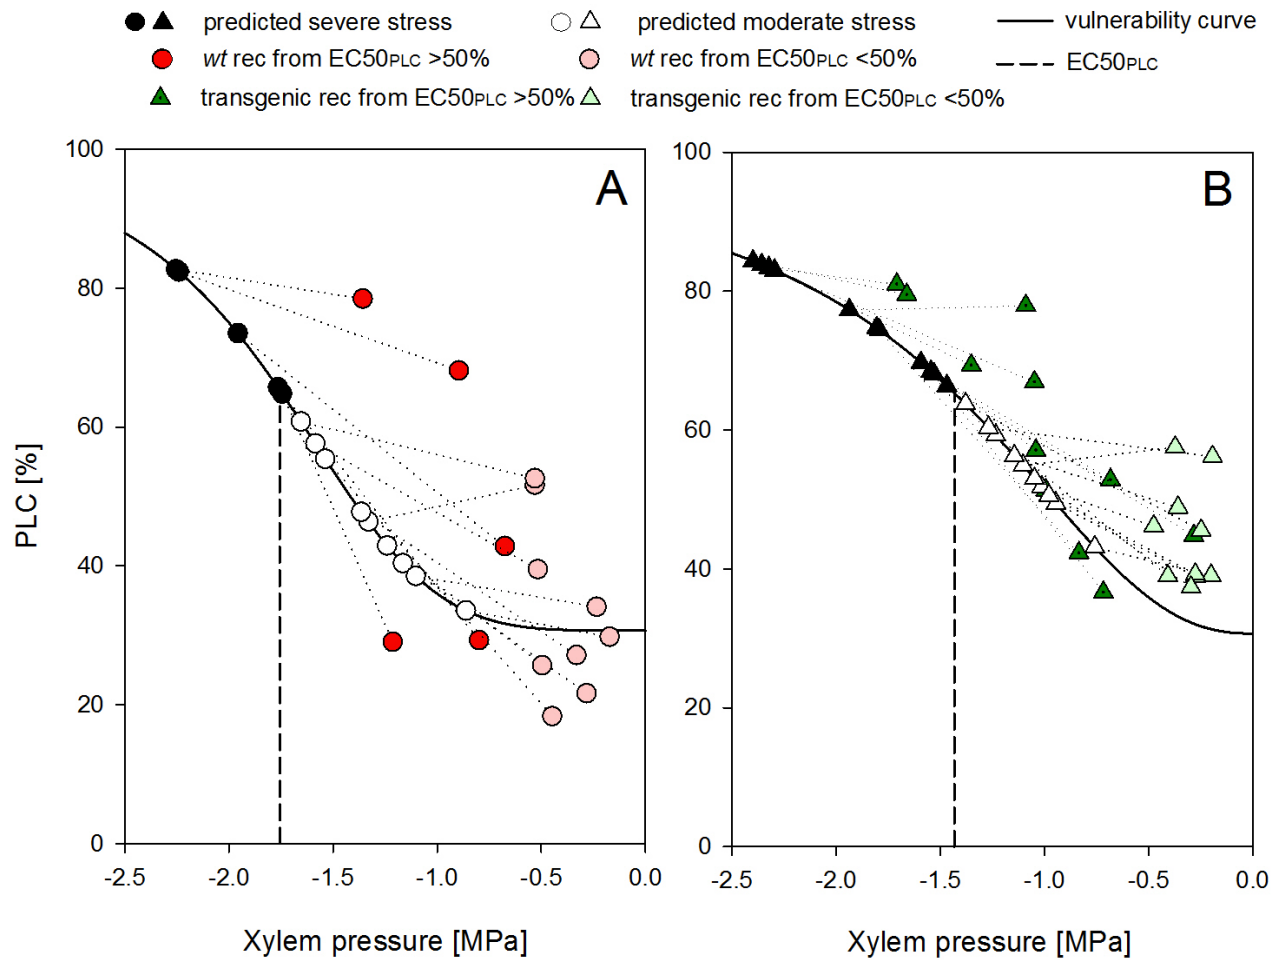 predicted severe stress predicted moderate stress vulnerability curve
wt rec from EC50PLC >50% wt rec from EC50PLC <50% EC50PLC
transgenic rec from EC50PLC >50% transgenic rec from EC50PLC <50%
A
B
PLC [%]
100
80
60
40
20
0
-2.5 -2.0 -1.5 -1.0 -0.5 0.0
Xylem pressure [MPa]
100
80
60
40
20
0
-2.5 -2.0 -1.5 -1.0 -0.5 0.0
Xylem pressure [MPa]